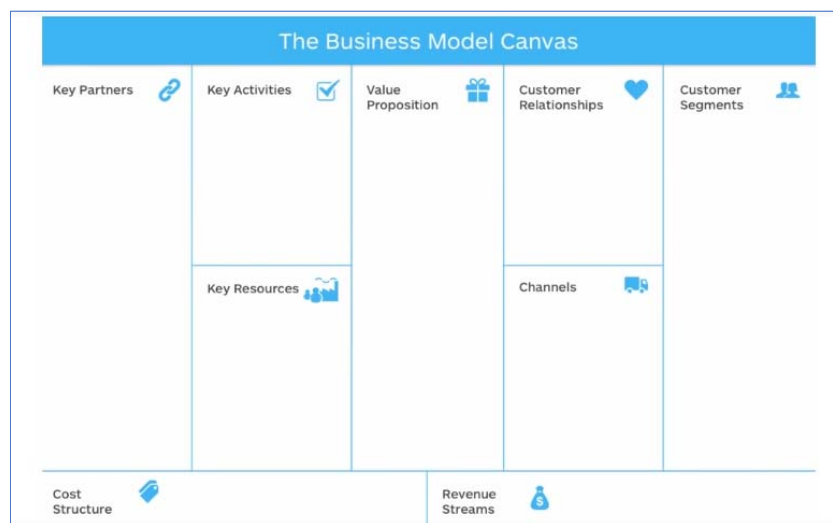 The Business Model Canvas
Key Partners
Key Activities
Value
Proposition
Customer
Relationships
Customer
Segments
Key Resources
Channels
Cost
Structure
Revenue
Streams
$